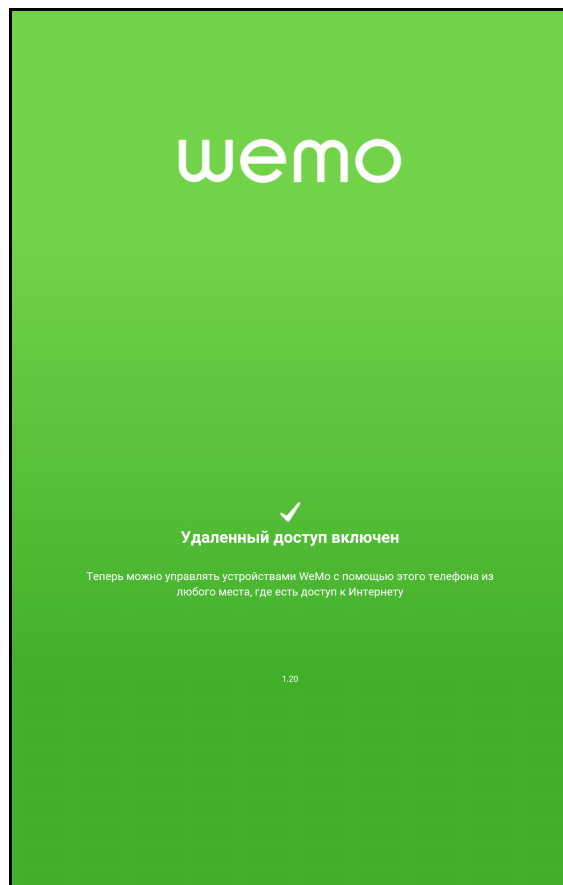 wemo
Удаленный доступ включен
Теперь можно управлять устройствами WeMo с помощью этого телефона из
любого места, где есть доступ к Интернету
1.20